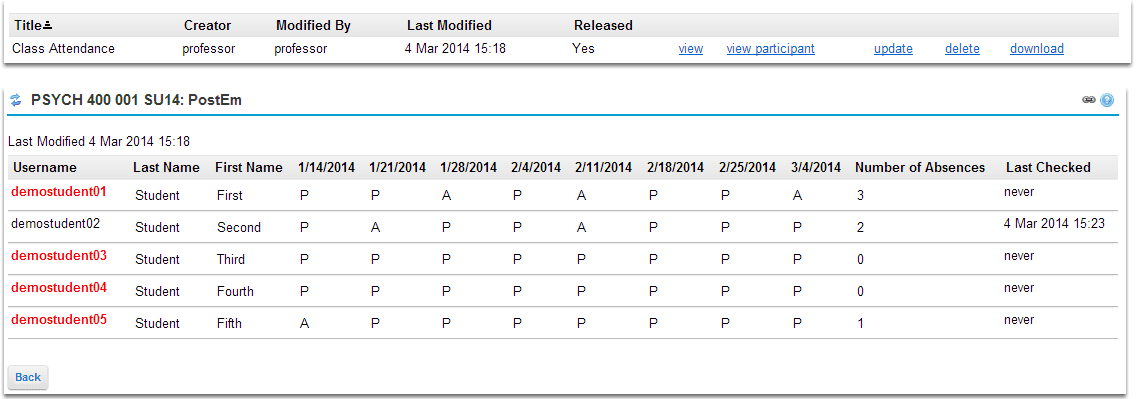 Title Creator Modified By Last Modified Released
Class Attendance professor professor 4 Mar 2014 15:18 Yes view view participant update delete download
PSYCH 400 001 SU14: PostEm
Last Modified 4 Mar 2014 15:18
Username Last Name First Name 1/14/2014 1/21/2014 1/28/2014 2/4/2014 2/11/2014 2/18/2014 2/25/2014 3/4/2014 Number of Absences Last Checked
demostudent01 Student First P P A P A P P A 3 never
demostudent02 Student Second P A P P A P P P 2 4 Mar 2014 15:23
demostudent03 Student Third P P P P P P P P 0 never
demostudent04 Student Fourth P P P P P P P P 0 never
demostudent05 Student Fifth A P P P P P P P 1 never
Back